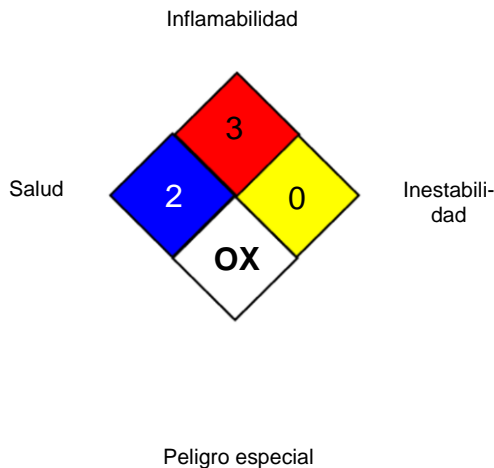 Inflamabilidad
3
Salud
2
0
Inestabili-
dad
OX
Peligro especial